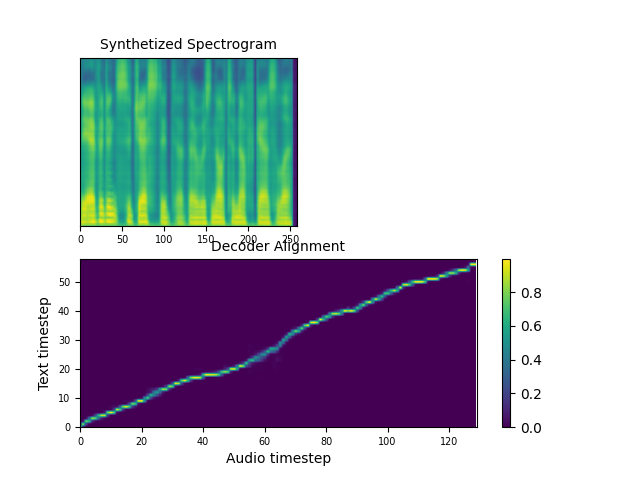 Synthetized Spectrogram
0 50 100 150 200 250
Decoder Alignment
Text timestep
50
40
30
20
10
0
0 20 40 60 80 100 120
Audio timestep
0.8
0.6
0.4
0.2
0.0